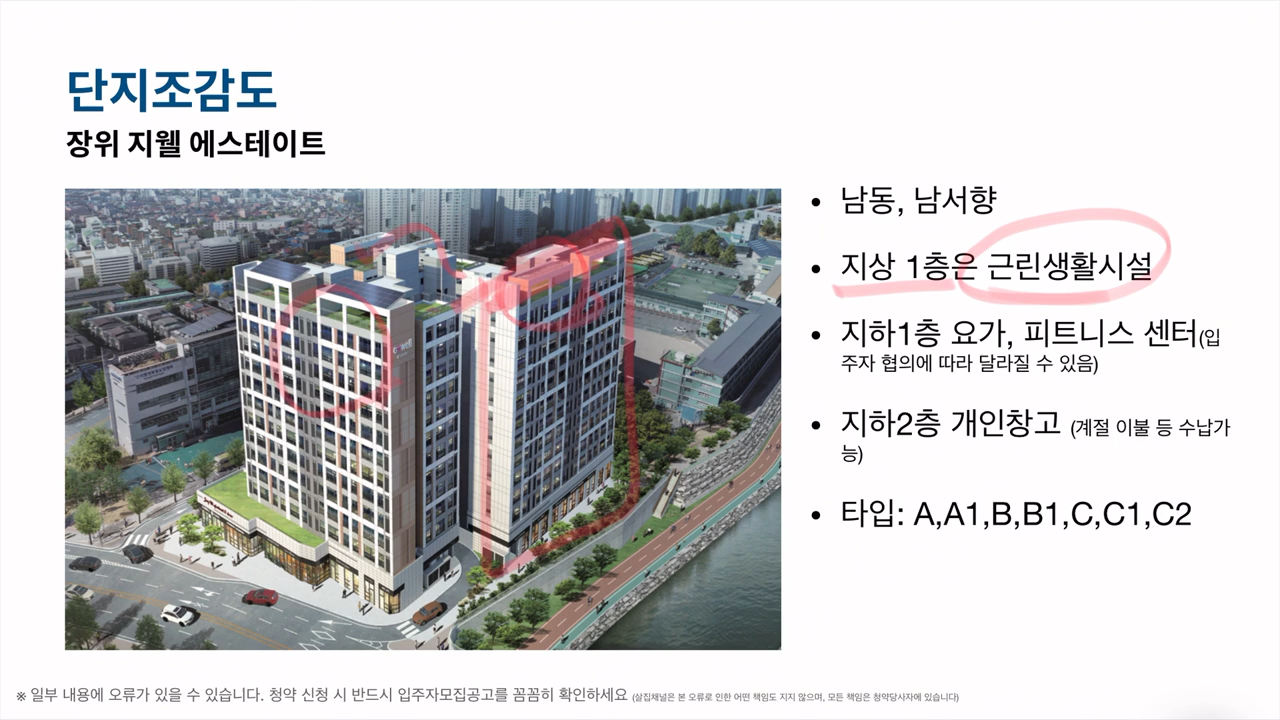 단지조감도
장위 지웰 에스테이트
• 남동, 남서향
• 지상 1층은 근린생활시설
• 지하1층 요가, 피트니스 센터(입
주자 협의에 따라 달라질 수 있음)
• 지하2층 개인창고 (계절 이불 등 수납가
능)
• 타입: A,A1,B,B1,C,C1,C2
※ 일부 내용에 오류가 있을 수 있습니다. 청약 신청 시 반드시 입주자모집공고를 꼼꼼히 확인하세요 (살집채널은 본 오류로 인한 어떤 책임도 지지 않으며, 모든 책임은 청약당사자에 있습니다)